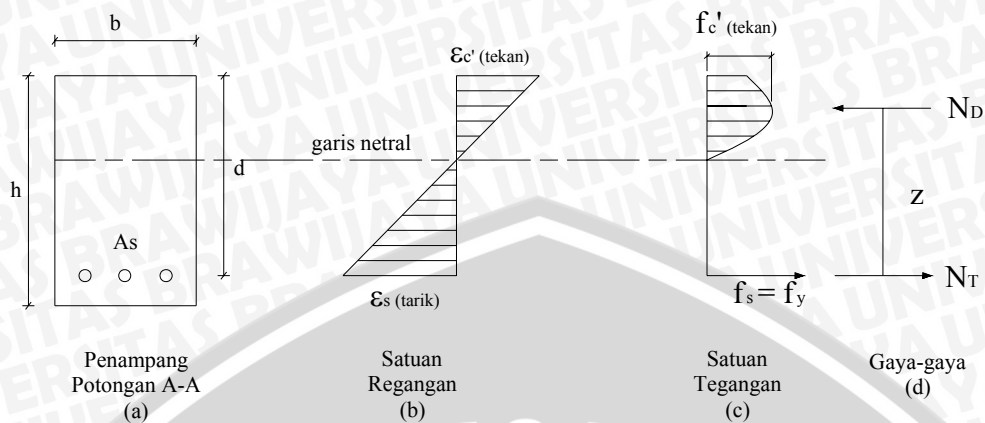 b
h
As
d
garis netral
εc' (tekan)
εs (tarik)
fc' (tekan)
fs = fy
ND
z
NT
Penampang
Potongan A-A
(a)
Satuan
Regangan
(b)
Satuan
Tegangan
(c)
Gaya-gaya
(d)